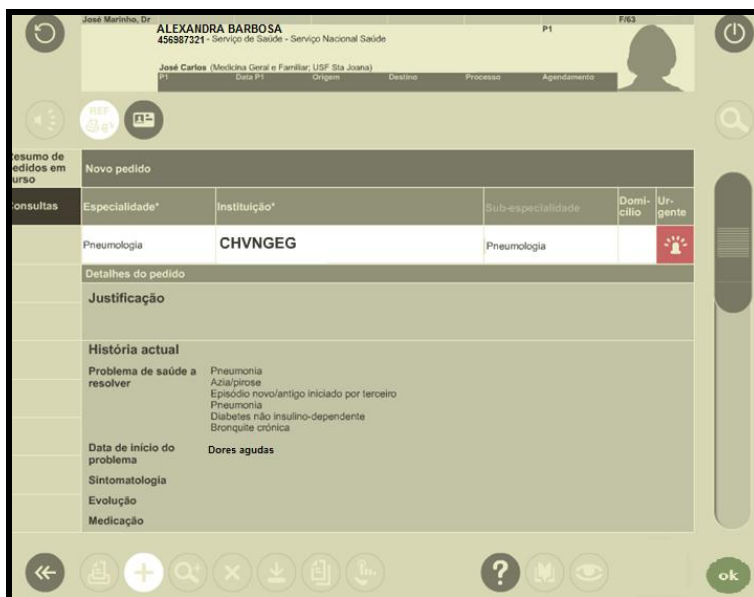 José Marinho, Dr
F/63
ALEXANDRA BARBOSA
P1
456987321 - Serviço de Saúde - Serviço Nacional Saúde
José Carlos (Medicina Geral e Familiar; USF Sta Joana)
P1 Data P1 Origem Destino Processo Agendamento
REF
esumo de
edidos em
urso
Novo pedido
onsultas
Especialidade* Instituição* Sub-especialidade Domi-
cílio Ur-
gente
Pneumologia CHVNGEG Pneumologia
Detalhes do pedido
Justificação
História actual
Problema de saúde a
resolver
Pneumonia
Azia/pirose
Episódio novo/antigo iniciado por terceiro
Pneumonia
Diabetes não insulino-dependente
Bronquite crónica
Data de início do
problema
Dores agudas
Sintomatologia
Evolução
Medicação
?
ok